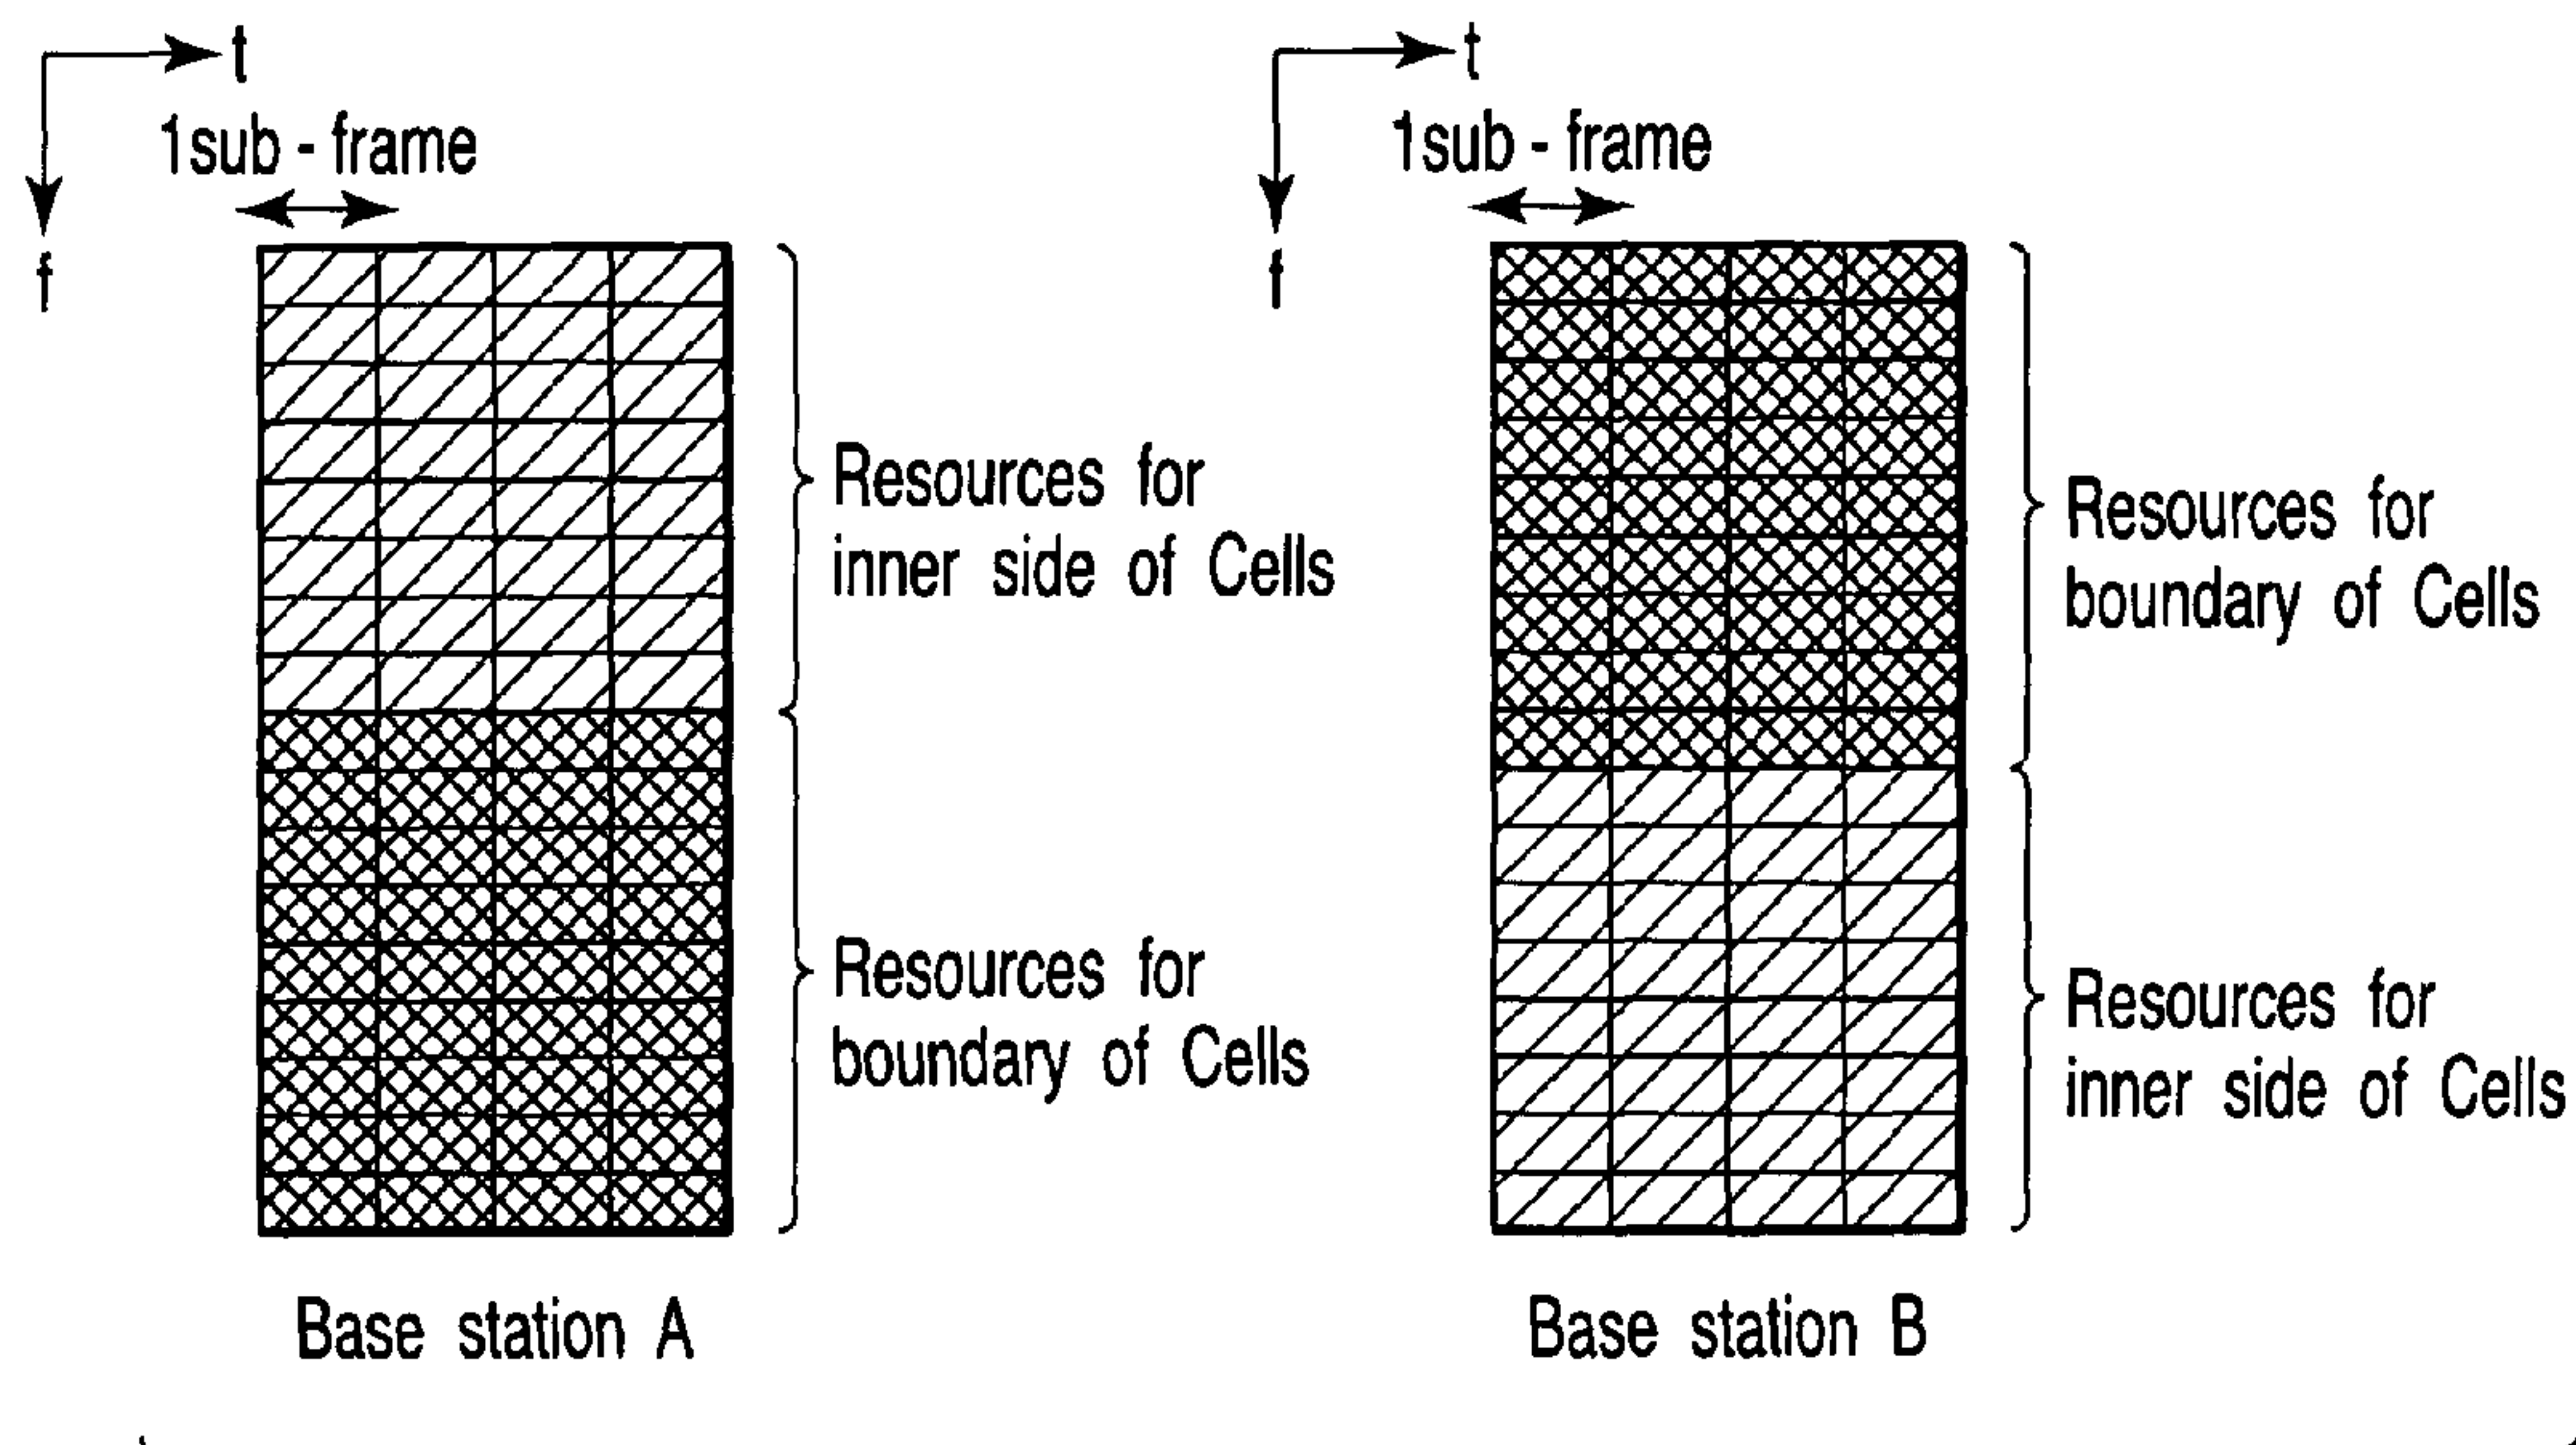 t
1sub - frame
f
Resources for
inner side of Cells
Resources for
boundary of Cells
Base station A
t
1sub - frame
f
Resources for
boundary of Cells
Resources for
inner side of Cells
Base station B